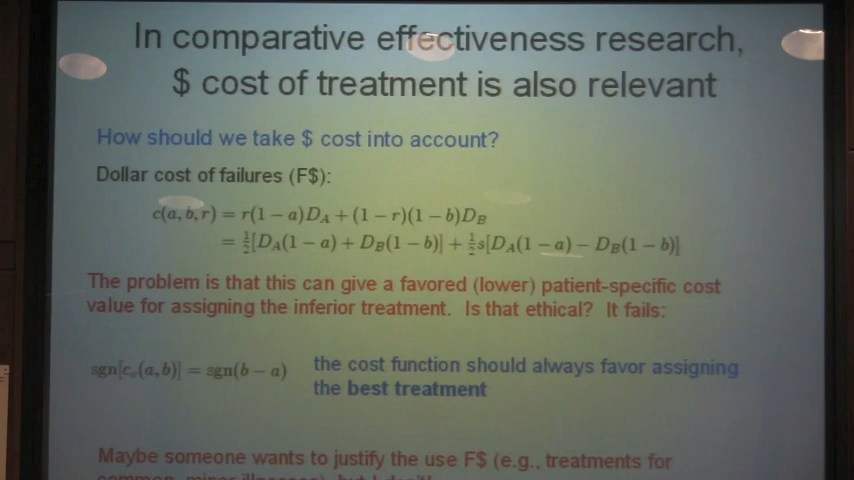 In comparative effectiveness research,
$ cost of treatment is also relevant
How should we take $ cost into account?
Dollar cost of failures (F$):
c(a, b, r) = r(1 − a)D_A + (1 − r)(1 − b)D_B
= ½[D_A(1 − a) + D_B(1 − b)] + ½s[D_A(1 − a) − D_B(1 − b)]
The problem is that this can give a favored (lower) patient-specific cost
value for assigning the inferior treatment. Is that ethical? It fails:
sgn[c_s(a, b)] = sgn(b − a)
the cost function should always favor assigning
the best treatment
Maybe someone wants to justify the use F$ (e.g., treatments for